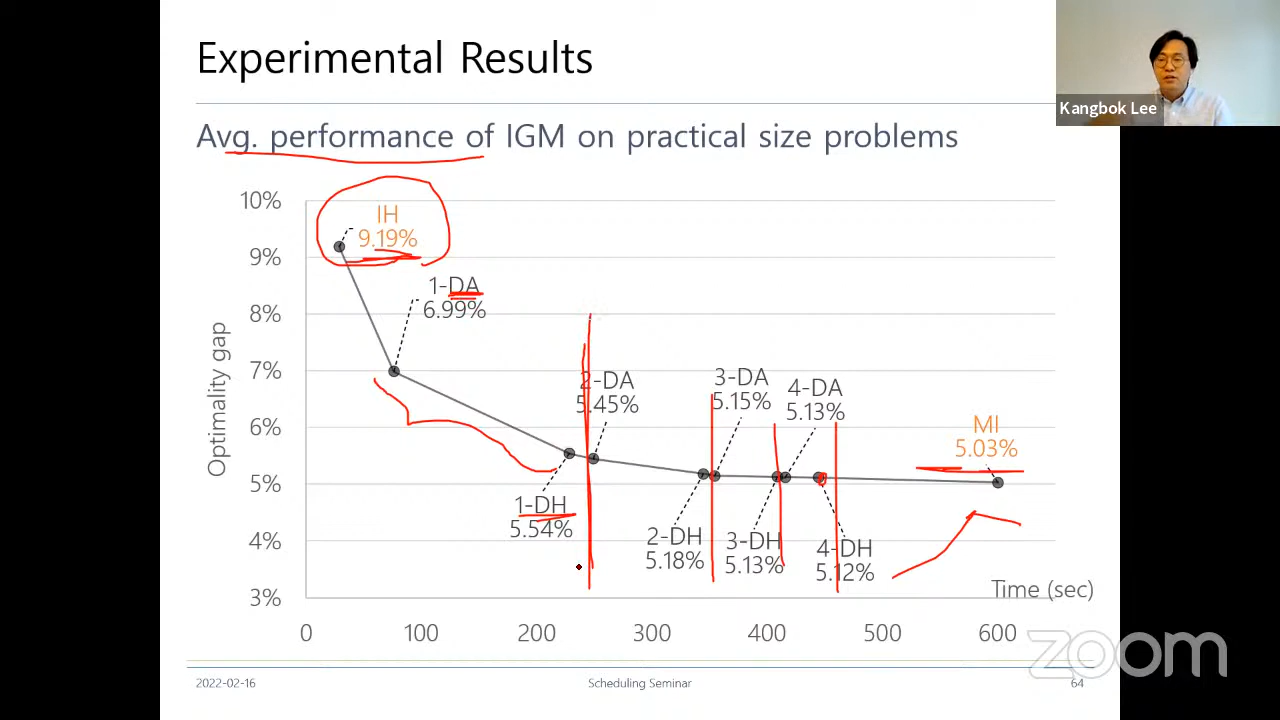 Experimental Results
Kangbok Lee
Avg. performance of IGM on practical size problems
10%
9%
8%
7%
6%
5%
4%
3%
Optimality gap
IH
9.19%
1-DA
6.99%
2-DA
5.45%
3-DA
5.15%
4-DA
5.13%
MI
5.03%
1-DH
5.54%
2-DH
5.18%
3-DH
5.13%
4-DH
5.12%
Time (sec)
0 100 200 300 400 500 600
zoom
2022-02-16 Scheduling Seminar 64